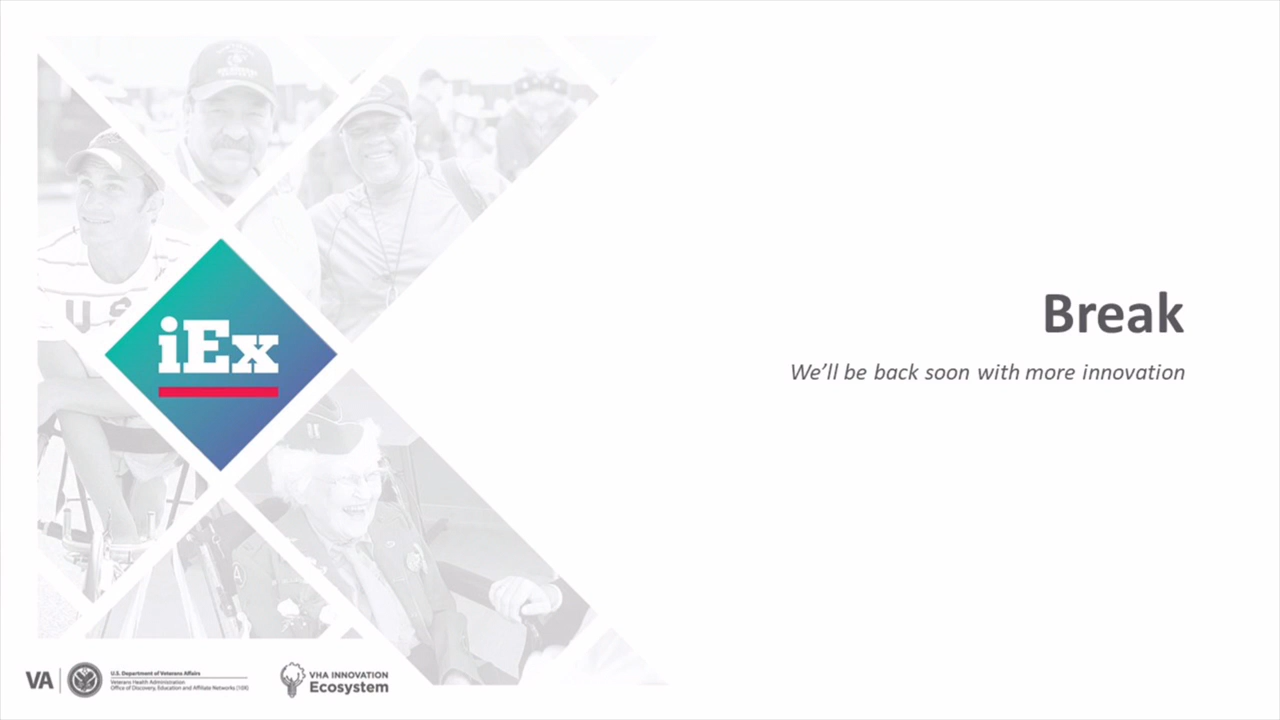 Break
We'll be back soon with more innovation
iEx
U.S
VA
U.S. Department of Veterans Affairs
Veterans Health Administration
Office of Discovery, Education and Affiliate Networks (10X)
VHA INNOVATION
Ecosystem